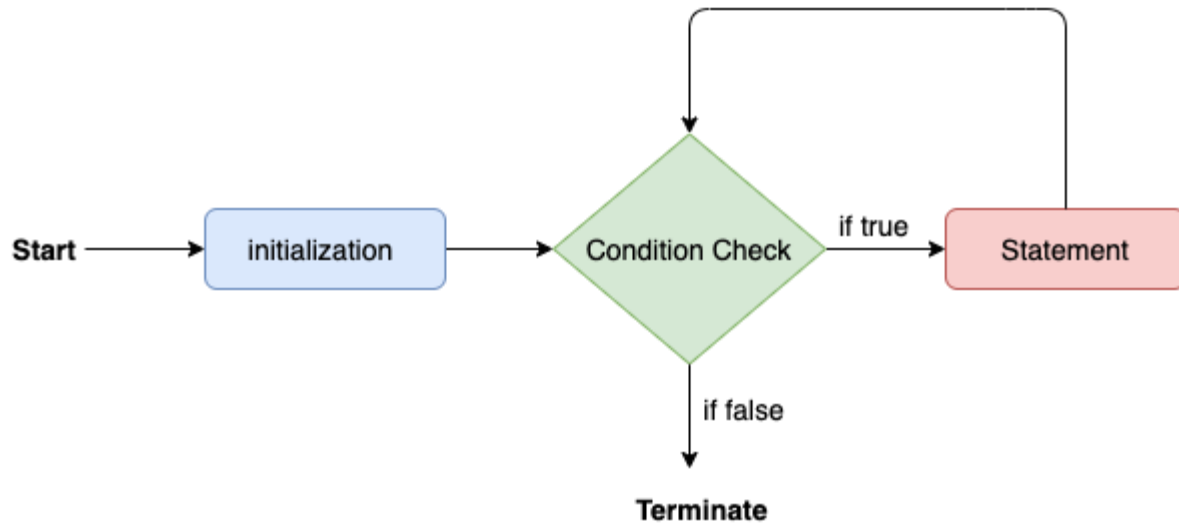 Start
initialization
Condition Check
if true
Statement
if false
Terminate